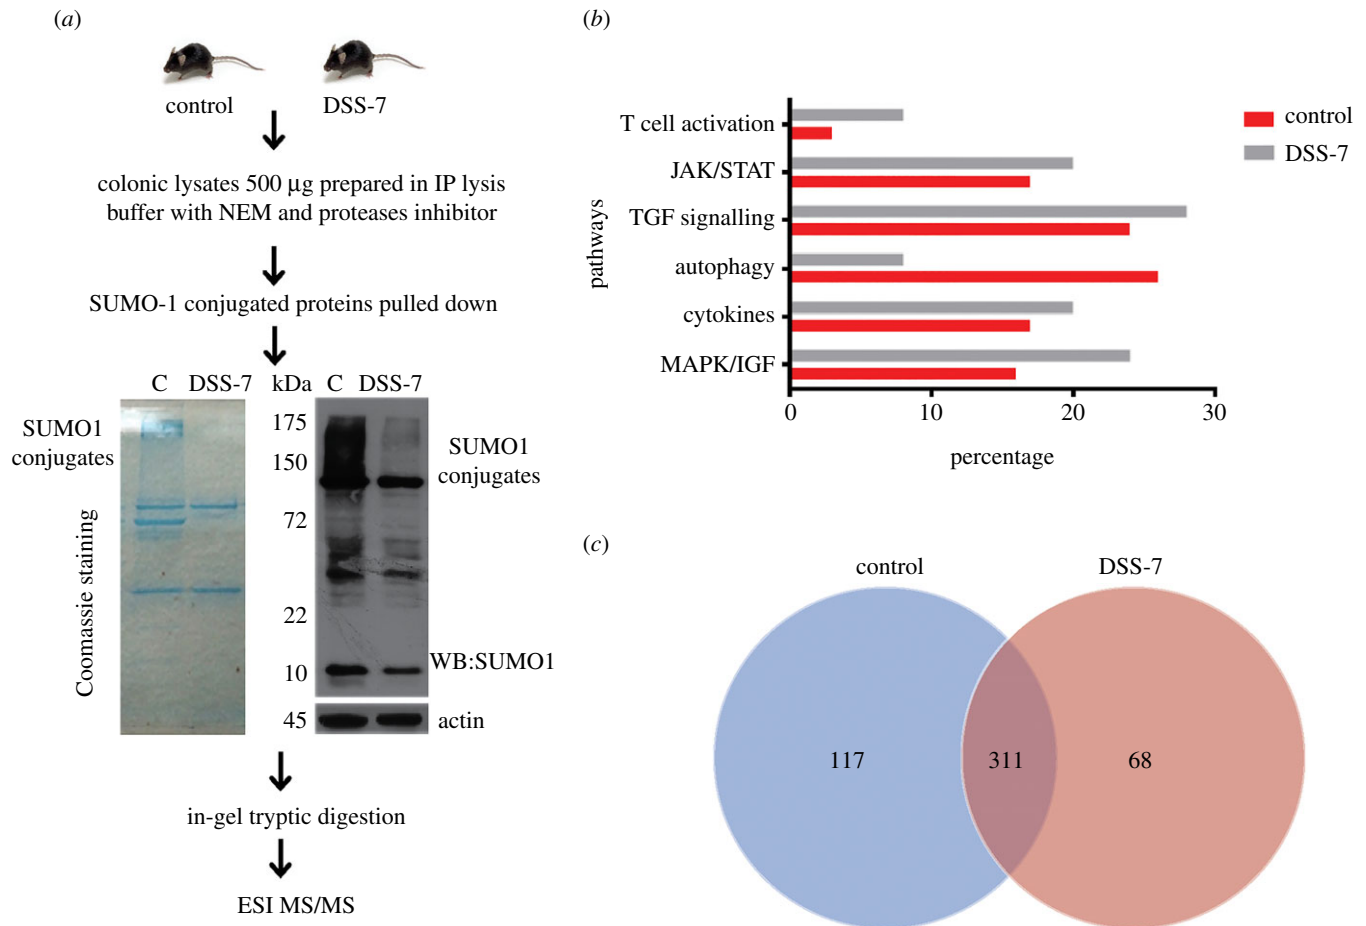 (a)
control DSS-7
colonic lysates 500 µg prepared in IP lysis
buffer with NEM and proteases inhibitor
SUMO-1 conjugated proteins pulled down
C DSS-7 kDa C DSS-7
SUMO1
conjugates
Coomassie staining
175
150
72
22
10
45
SUMO1
conjugates
WB:SUMO1
actin
in-gel tryptic digestion
ESI MS/MS
(b)
pathways
T cell activation
JAK/STAT
TGF signalling
autophagy
cytokines
MAPK/IGF
0 10 20 30
percentage
control
DSS-7
(c)
control DSS-7
117 311 68